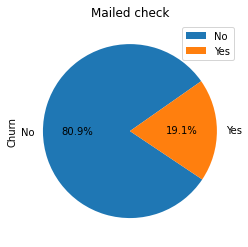 Mailed check
No
Yes
Churn
No
80.9%
19.1%
Yes